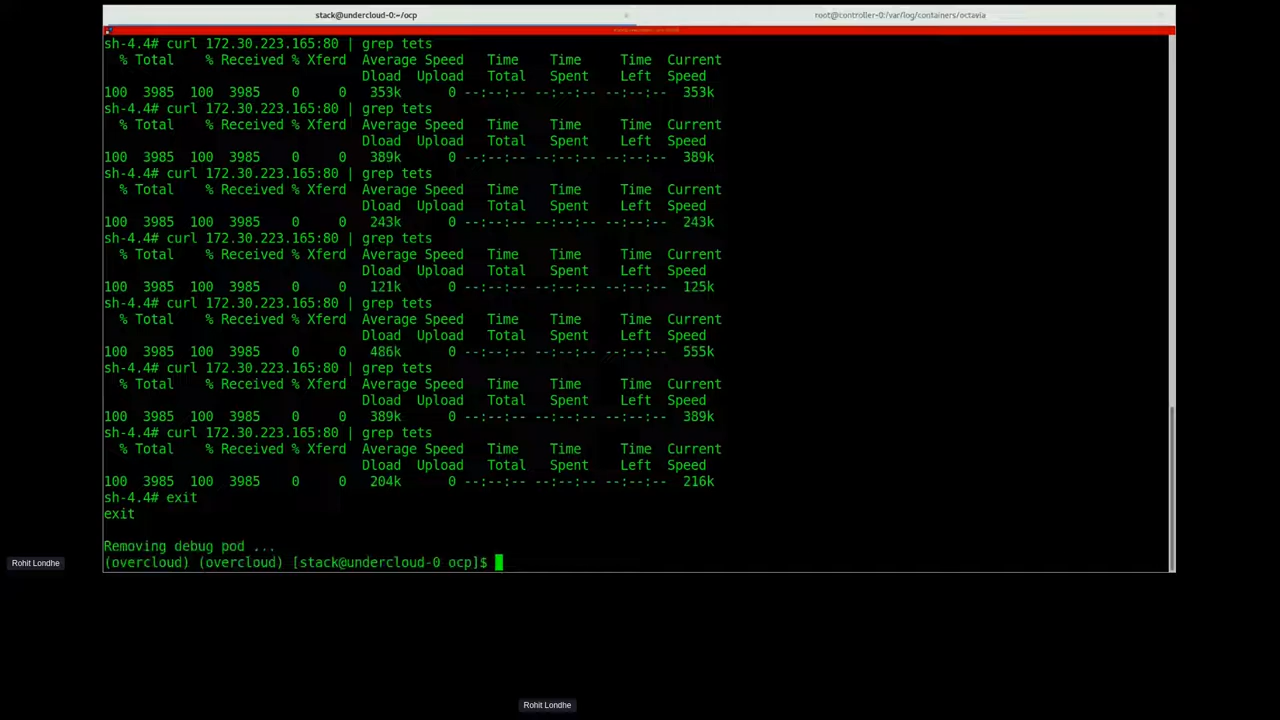 stack@undercloud-0:~/ocp
root@controller-0:/var/log/containers/octavia
sh-4.4# curl 172.30.223.165:80 | grep tets
% Total % Received % Xferd Average Speed Time Time Time Current
Dload Upload Total Spent Left Speed
100 3985 100 3985 0 0 353k 0 --:--:-- --:--:-- --:--:-- 353k
sh-4.4# curl 172.30.223.165:80 | grep tets
% Total % Received % Xferd Average Speed Time Time Time Current
Dload Upload Total Spent Left Speed
100 3985 100 3985 0 0 389k 0 --:--:-- --:--:-- --:--:-- 389k
sh-4.4# curl 172.30.223.165:80 | grep tets
% Total % Received % Xferd Average Speed Time Time Time Current
Dload Upload Total Spent Left Speed
100 3985 100 3985 0 0 243k 0 --:--:-- --:--:-- --:--:-- 243k
sh-4.4# curl 172.30.223.165:80 | grep tets
% Total % Received % Xferd Average Speed Time Time Time Current
Dload Upload Total Spent Left Speed
100 3985 100 3985 0 0 121k 0 --:--:-- --:--:-- --:--:-- 125k
sh-4.4# curl 172.30.223.165:80 | grep tets
% Total % Received % Xferd Average Speed Time Time Time Current
Dload Upload Total Spent Left Speed
100 3985 100 3985 0 0 486k 0 --:--:-- --:--:-- --:--:-- 555k
sh-4.4# curl 172.30.223.165:80 | grep tets
% Total % Received % Xferd Average Speed Time Time Time Current
Dload Upload Total Spent Left Speed
100 3985 100 3985 0 0 389k 0 --:--:-- --:--:-- --:--:-- 389k
sh-4.4# curl 172.30.223.165:80 | grep tets
% Total % Received % Xferd Average Speed Time Time Time Current
Dload Upload Total Spent Left Speed
100 3985 100 3985 0 0 204k 0 --:--:-- --:--:-- --:--:-- 216k
sh-4.4# exit
exit
Removing debug pod ...
(overcloud) (overcloud) [stack@undercloud-0 ocp]$
Rohit Londhe
Rohit Londhe